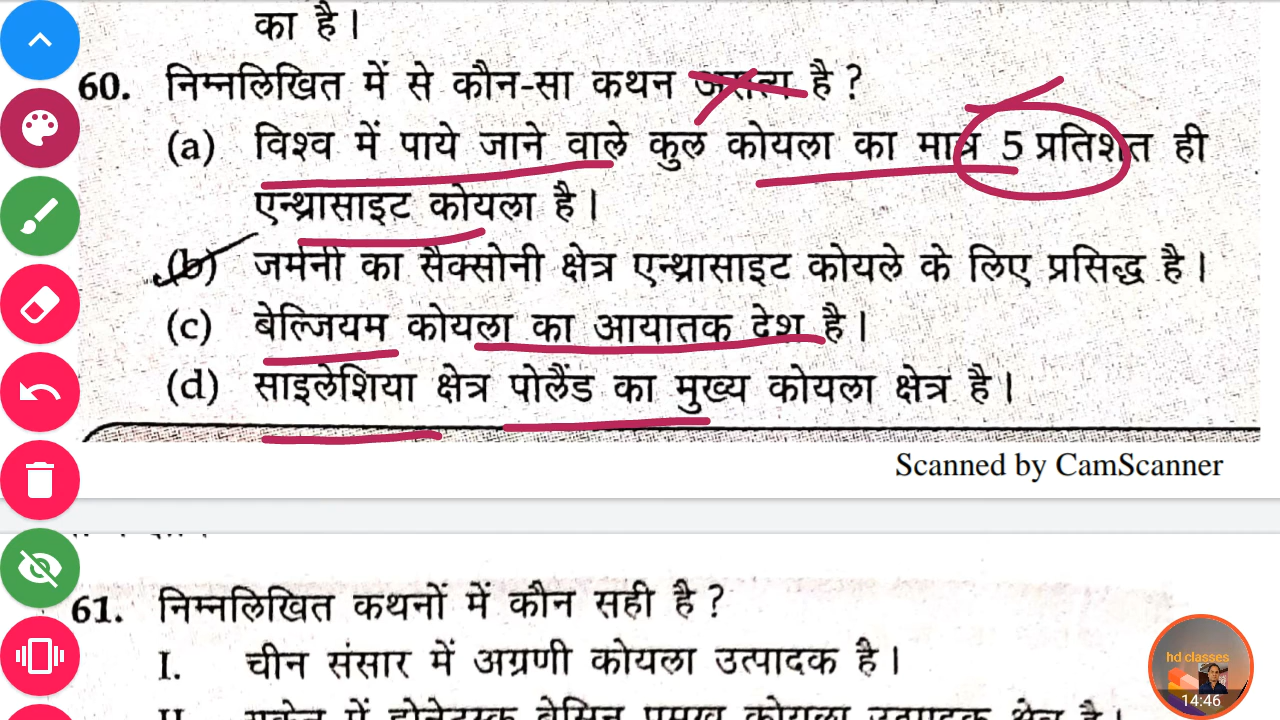 का है।
60. निम्नलिखित में से कौन-सा कथन असत्य है ?
(a) विश्व में पाये जाने वाले कुल कोयला का मात्र 5 प्रतिशत ही
एन्थ्रासाइट कोयला है।
(b) जर्मनी का सैक्सोनी क्षेत्र एन्थ्रासाइट कोयले के लिए प्रसिद्ध है।
(c) बेल्जियम कोयला का आयातक देश है।
(d) साइलेशिया क्षेत्र पोलैंड का मुख्य कोयला क्षेत्र है।
Scanned by CamScanner
61. निम्नलिखित कथनों में कौन सही है ?
I. चीन संसार में अग्रणी कोयला उत्पादक है।
hd classes
14:46